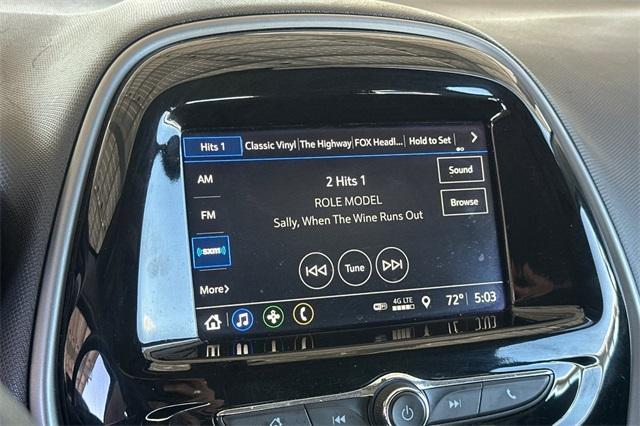 Hits 1 Classic Vinyl The Highway FOX Headl... Hold to Set
AM
2 Hits 1
Sound
ROLE MODEL
FM
Sally, When The Wine Runs Out
Browse
sxm
Tune
More
4G LTE
72° 5:03